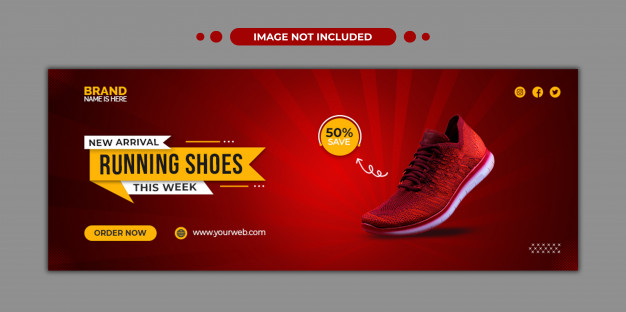 IMAGE NOT INCLUDED
BRAND
NAME IS HERE
NEW ARRIVAL
RUNNING SHOES
THIS WEEK
50%
SAVE
ORDER NOW
www.yourweb.com